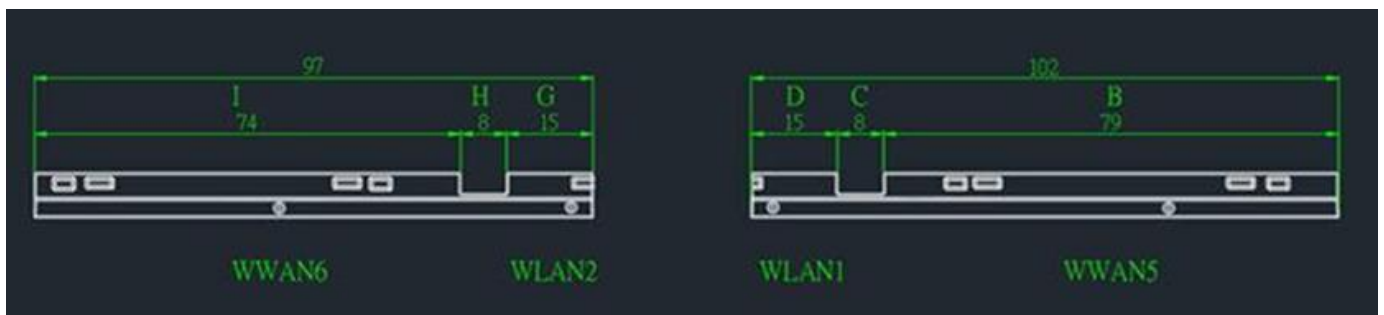 97 102
I H G D C B
74 8 15 15 8 79
WWAN6 WLAN2 WLAN1 WWAN5